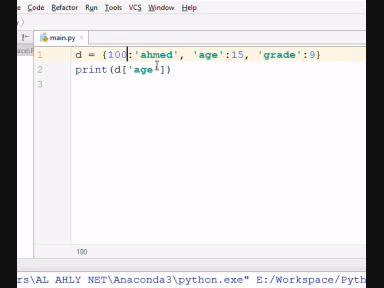 e Code Refactor Run Tools VCS Window Help
main.py
1 d = {100:'ahmed', 'age':15, 'grade':9}
2 print(d['age'])
3
100
rs\AL AHLY NET\Anaconda3\python.exe" E:/Workspace/Pyth